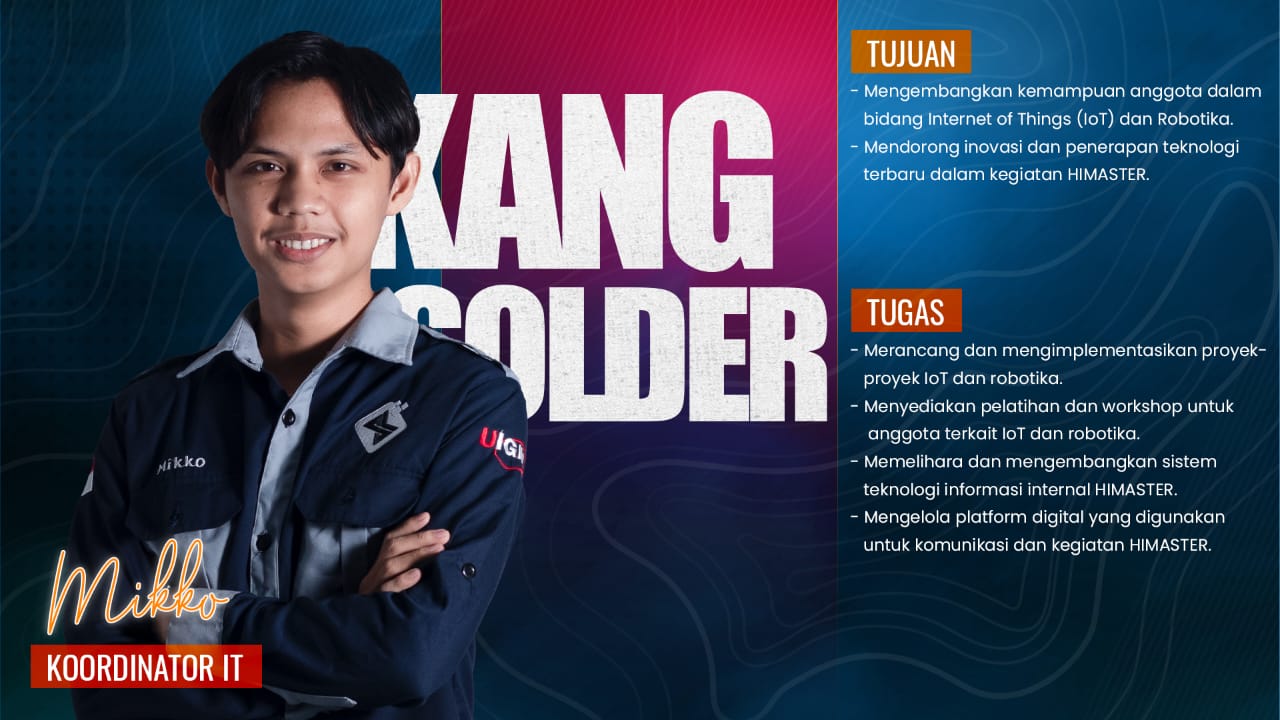 KANG
SOLDER
TUJUAN
- Mengembangkan kemampuan anggota dalam
bidang Internet of Things (IoT) dan Robotika.
- Mendorong inovasi dan penerapan teknologi
terbaru dalam kegiatan HIMASTER.
TUGAS
- Merancang dan mengimplementasikan proyek-
proyek IoT dan robotika.
- Menyediakan pelatihan dan workshop untuk
anggota terkait IoT dan robotika.
- Memelihara dan mengembangkan sistem
teknologi informasi internal HIMASTER.
- Mengelola platform digital yang digunakan
untuk komunikasi dan kegiatan HIMASTER.
Mikko
Mikko
KOORDINATOR IT